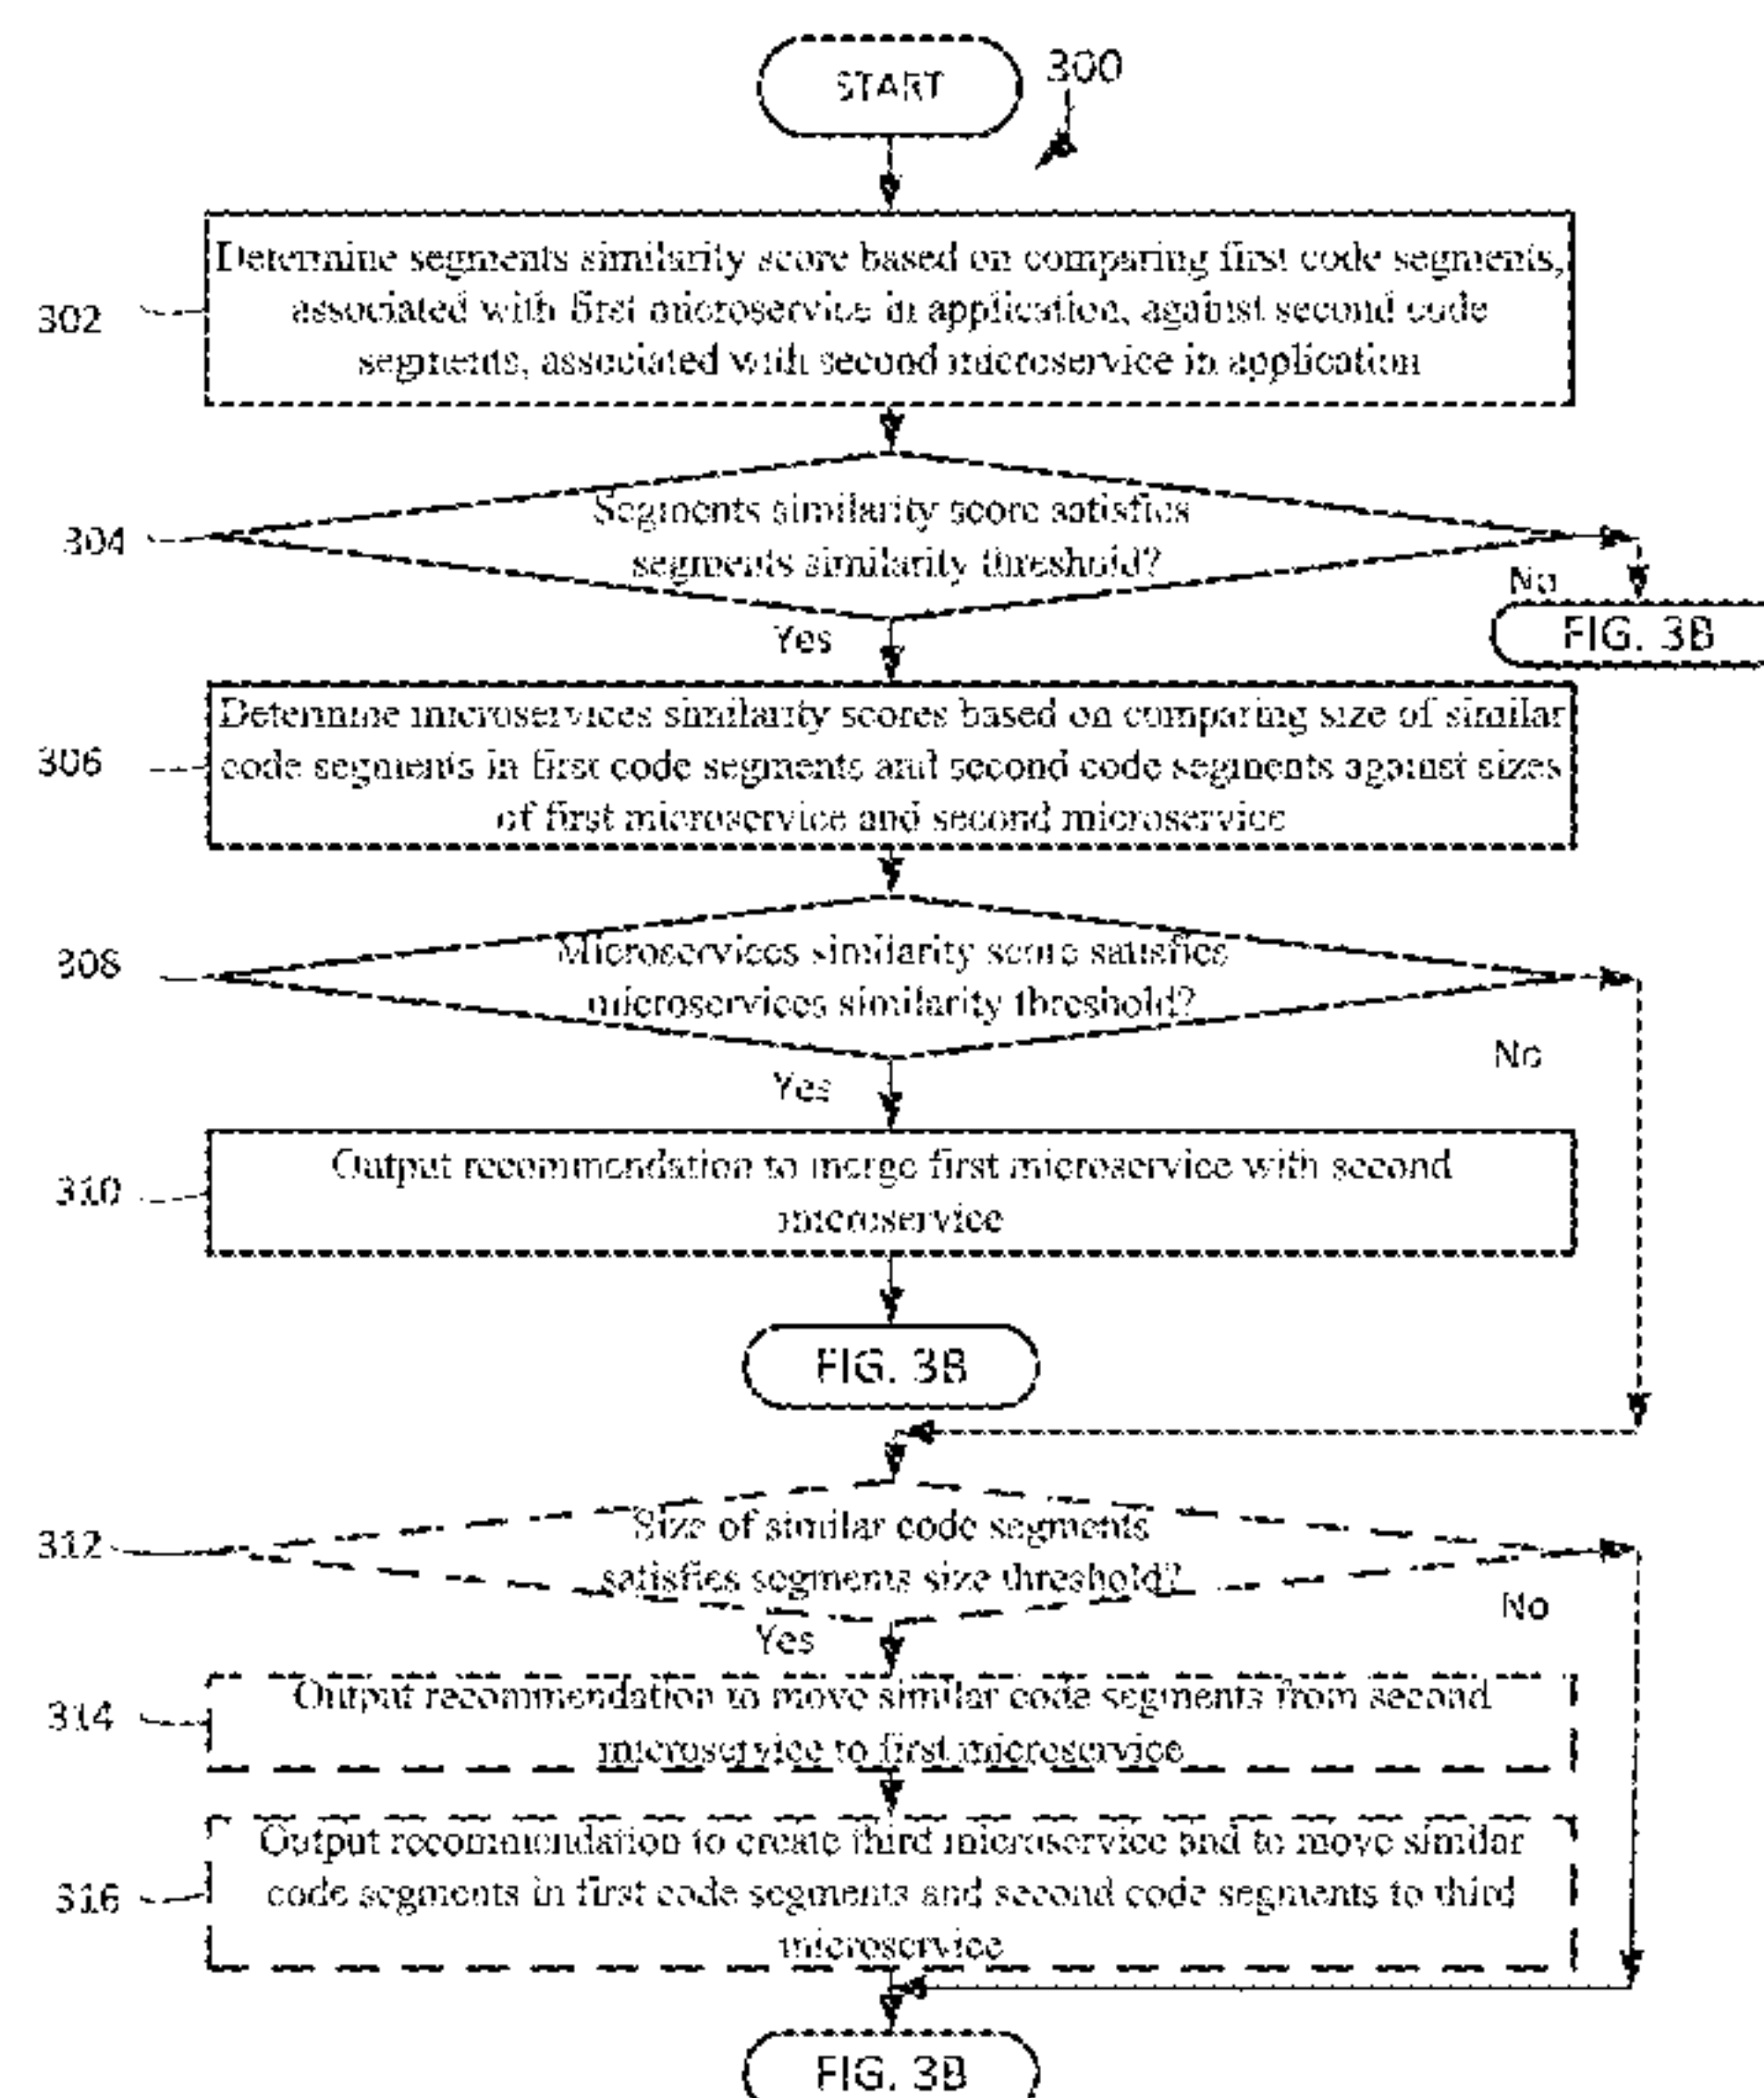 START
300
302
Determine segments similarity score based on comparing first code segments,
associated with first microservice in application, against second code
segments, associated with second microservice in application
304
Segments similarity score satisfies
segments similarity threshold?
No
FIG. 3B
Yes
306
Determine microservices similarity scores based on comparing size of similar
code segments in first code segments and second code segments against sizes
of first microservice and second microservice
308
Microservices similarity score satisfies
microservices similarity threshold?
No
Yes
310
Output recommendation to merge first microservice with second
microservice
FIG. 3B
312
Size of similar code segments
satisfies segments size threshold?
No
Yes
314
Output recommendation to move similar code segments from second
microservice to first microservice
316
Output recommendation to create third microservice and to move similar
code segments in first code segments and second code segments to third
microservice
FIG. 3B